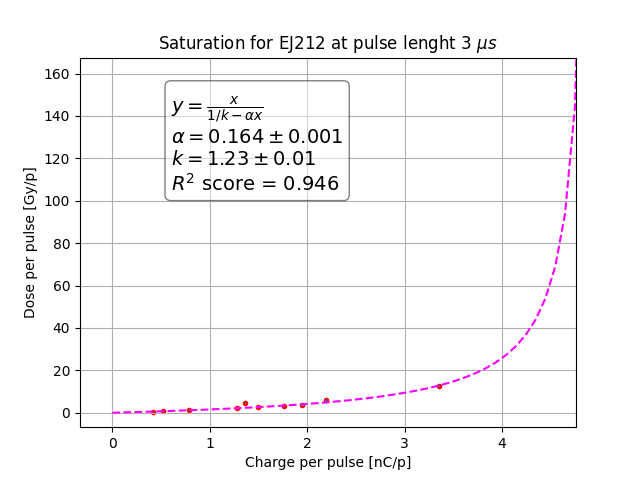 Saturation for EJ212 at pulse lenght 3 μs
160
140
120
100
80
60
40
20
0
Dose per pulse [Gy/p]
y = x / (1/k − αx)
α = 0.164 ± 0.001
k = 1.23 ± 0.01
R² score = 0.946
0 1 2 3 4
Charge per pulse [nC/p]